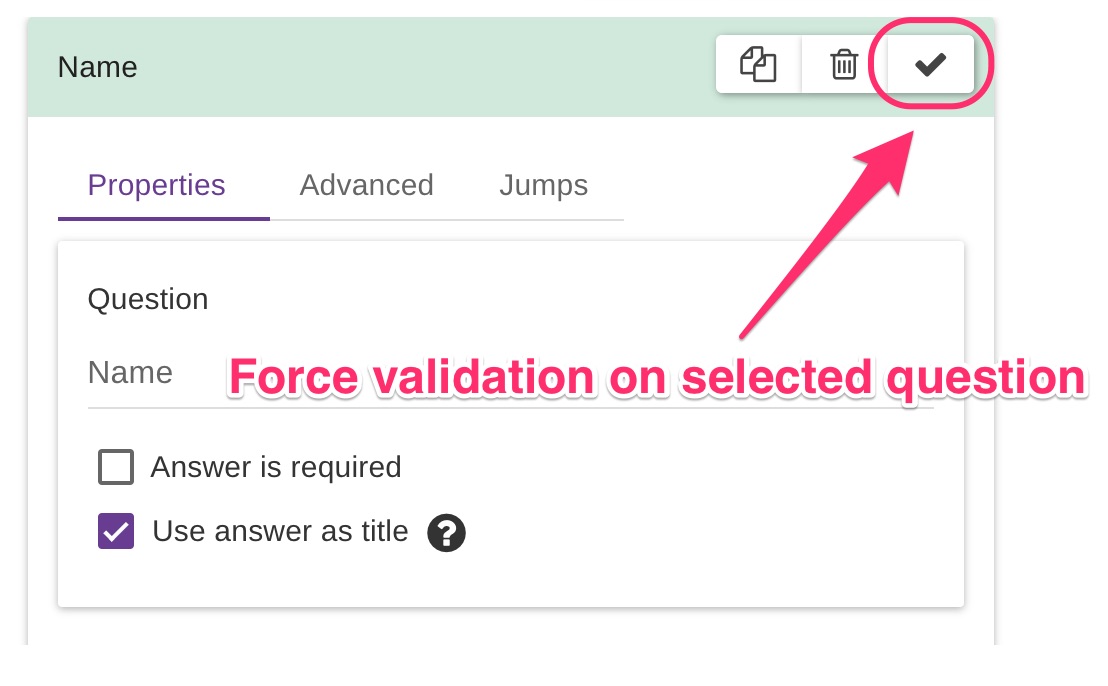 Name
Properties Advanced Jumps
Question
Name
Force validation on selected question
Answer is required
Use answer as title ?